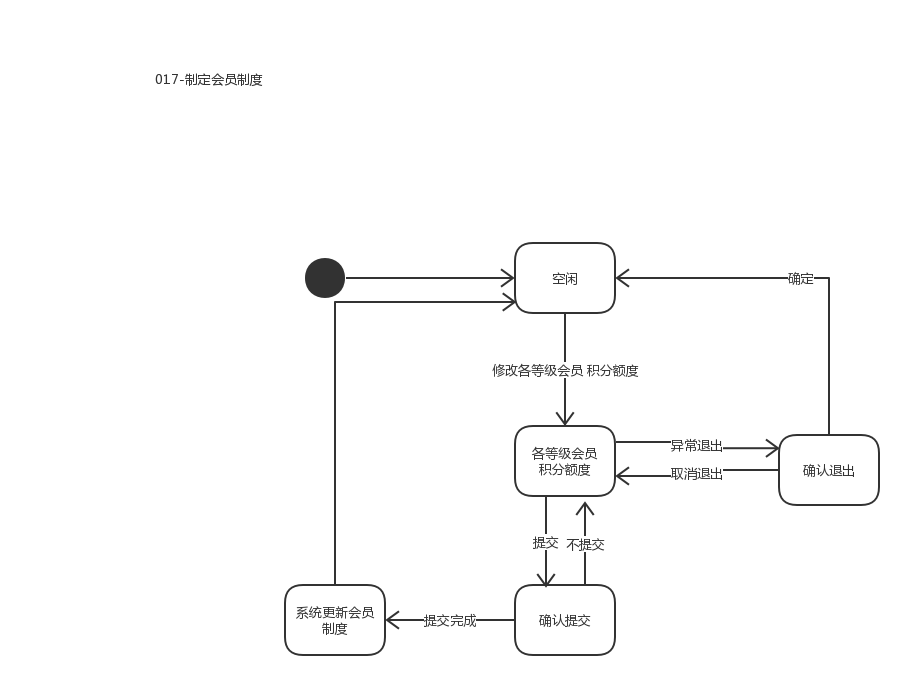 017-制定会员制度
空闲
确定
修改各等级会员 积分额度
各等级会员
积分额度
异常退出
取消退出
确认退出
提交
不提交
系统更新会员
制度
提交完成
确认提交